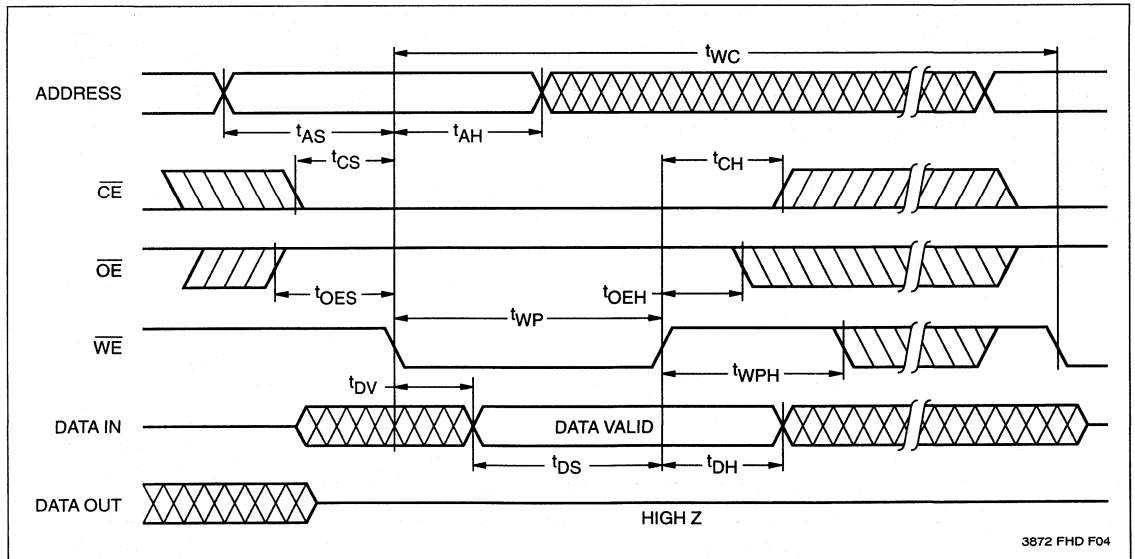 tWC
ADDRESS
tAS
tAH
tCS
tCH
CE
OE
tOES
tOEH
tWP
WE
tWPH
tDV
DATA IN
DATA VALID
tDS
tDH
DATA OUT
HIGH Z
3872 FHD F04